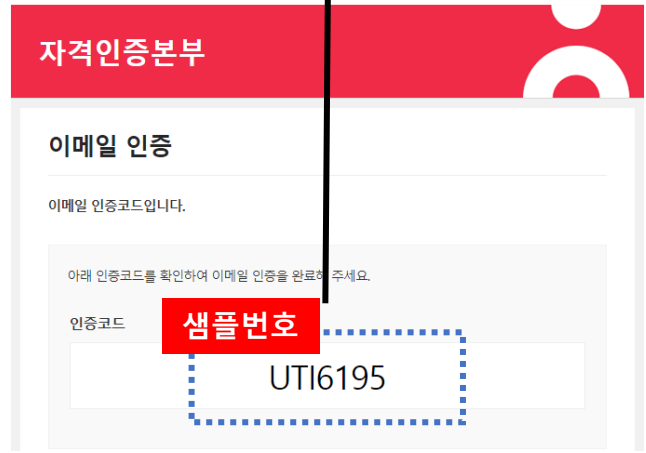 자격인증본부
이메일 인증
이메일 인증코드입니다.
아래 인증코드를 확인하여 이메일 인증을 완료해 주세요.
인증코드
샘플번호
UTI6195